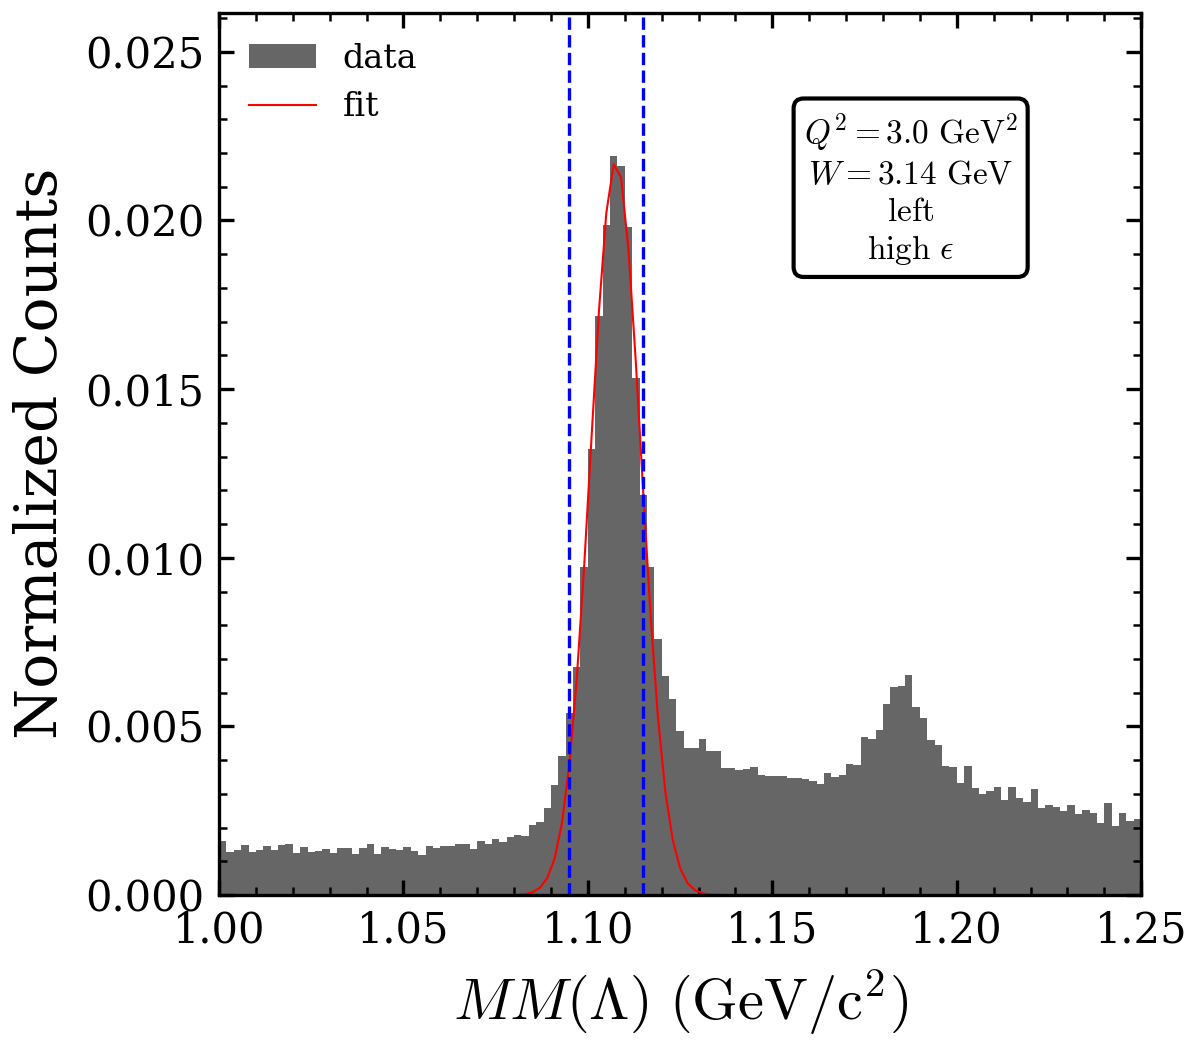 Normalized Counts
0.025
0.020
0.015
0.010
0.005
0.000
data
fit
Q² = 3.0 GeV²
W = 3.14 GeV
left
high ϵ
1.00 1.05 1.10 1.15 1.20 1.25
MM(Λ) (GeV/c²)